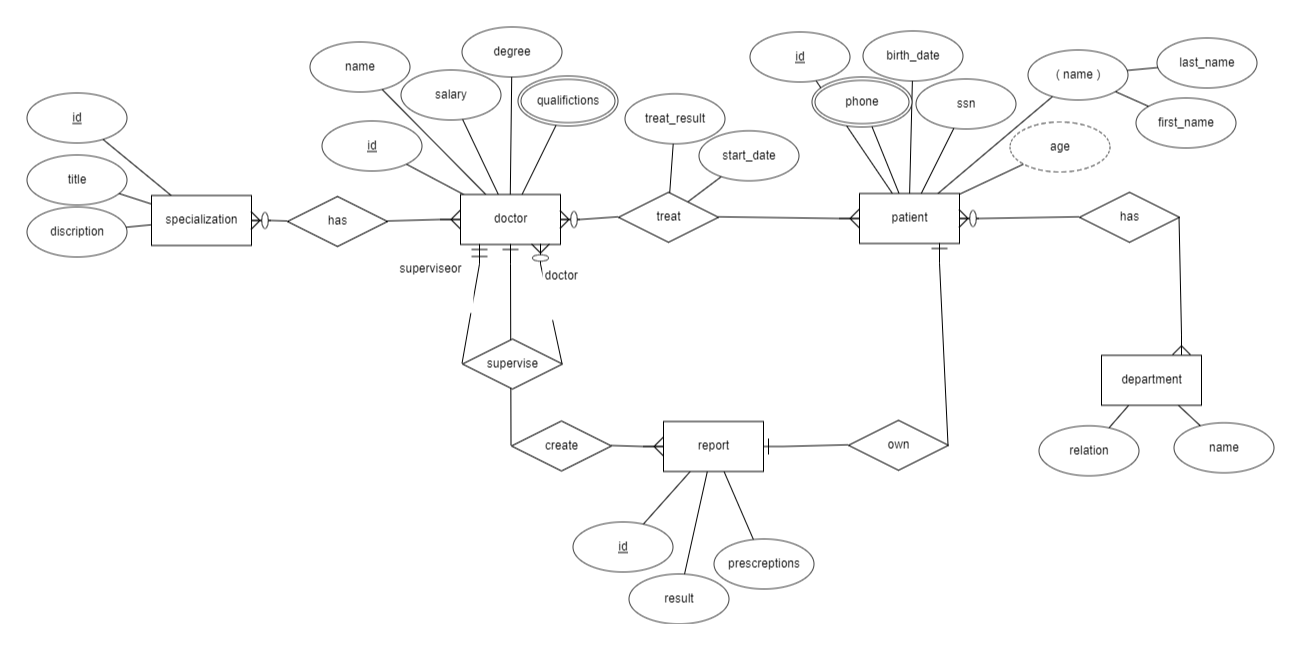 degree
id
birth_date
last_name
name
( name )
salary
qualifictions
phone
ssn
id
treat_result
first_name
id
start_date
age
title
specialization
has
doctor
treat
patient
has
discription
superviseor
doctor
supervise
department
create
report
own
relation
name
id
prescreptions
result